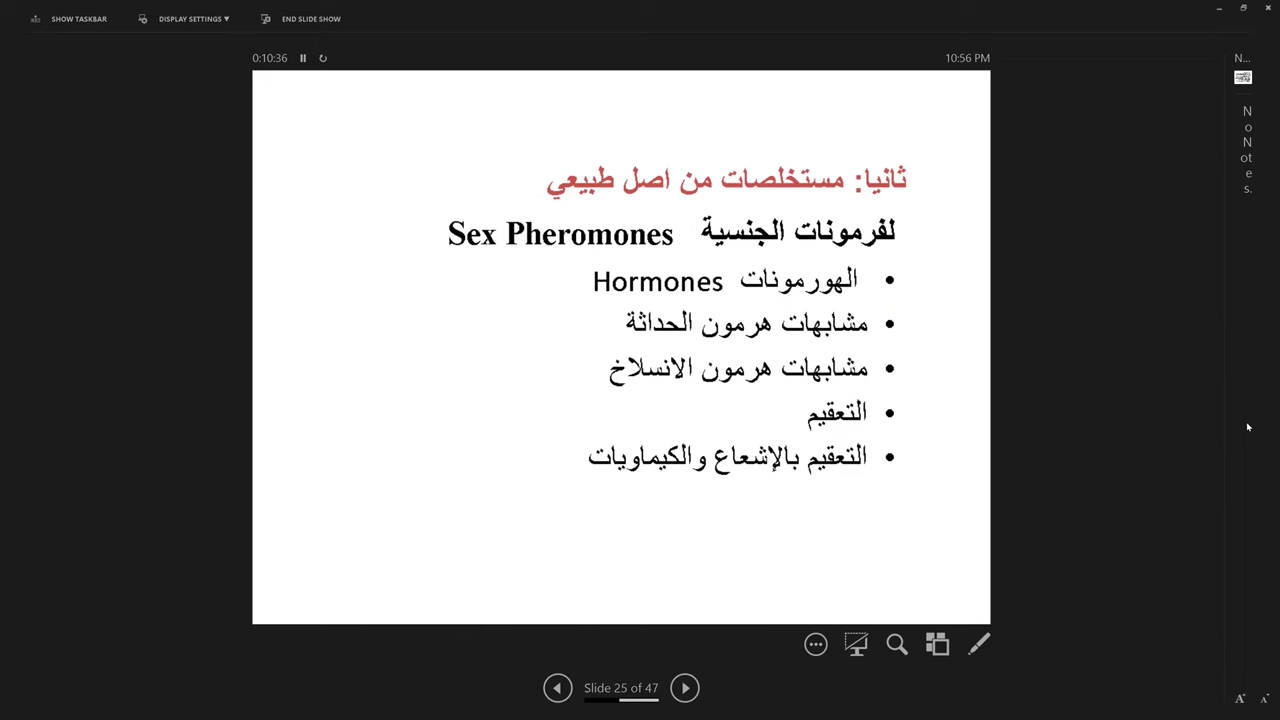 SHOW TASKBAR DISPLAY SETTINGS ▼ END SLIDE SHOW
0:10:36 10:56 PM N...
ثانيا: مستخلصات من اصل طبيعي
لفرمونات الجنسية Sex Pheromones
• الهورمونات Hormones
• مشابهات هرمون الحداثة
• مشابهات هرمون الانسلاخ
• التعقيم
• التعقيم بالإشعاع والكيماويات
No Notes.
Slide 25 of 47
A A